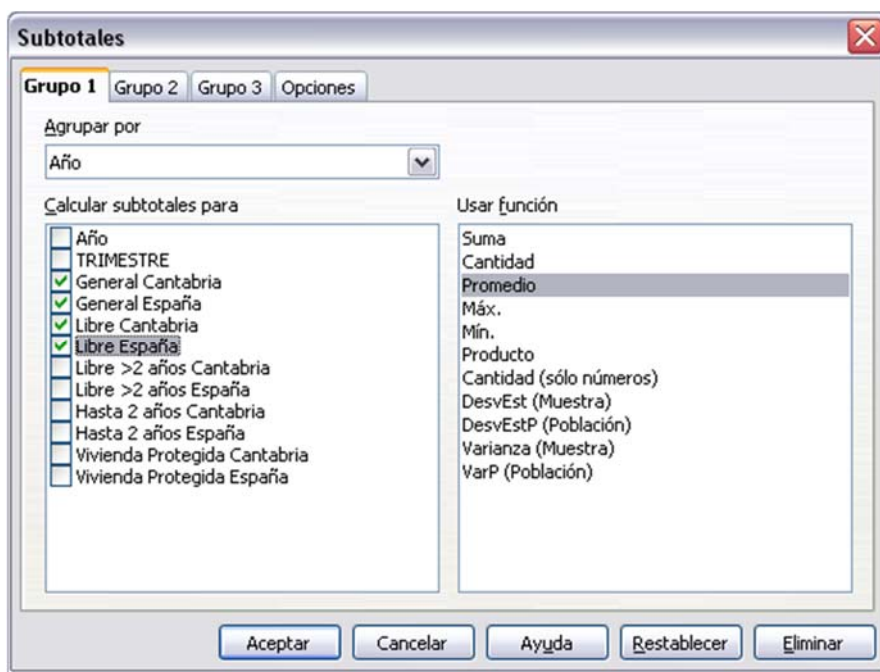 Subtotales
Grupo 1 Grupo 2 Grupo 3 Opciones
Agrupar por
Año
Calcular subtotales para
Año
TRIMESTRE
General Cantabria
General España
Libre Cantabria
Libre España
Libre >2 años Cantabria
Libre >2 años España
Hasta 2 años Cantabria
Hasta 2 años España
Vivienda Protegida Cantabria
Vivienda Protegida España
Usar función
Suma
Cantidad
Promedio
Máx.
Mín.
Producto
Cantidad (sólo números)
DesvEst (Muestra)
DesvEstP (Población)
Varianza (Muestra)
VarP (Población)
Aceptar Cancelar Ayuda Restablecer Eliminar